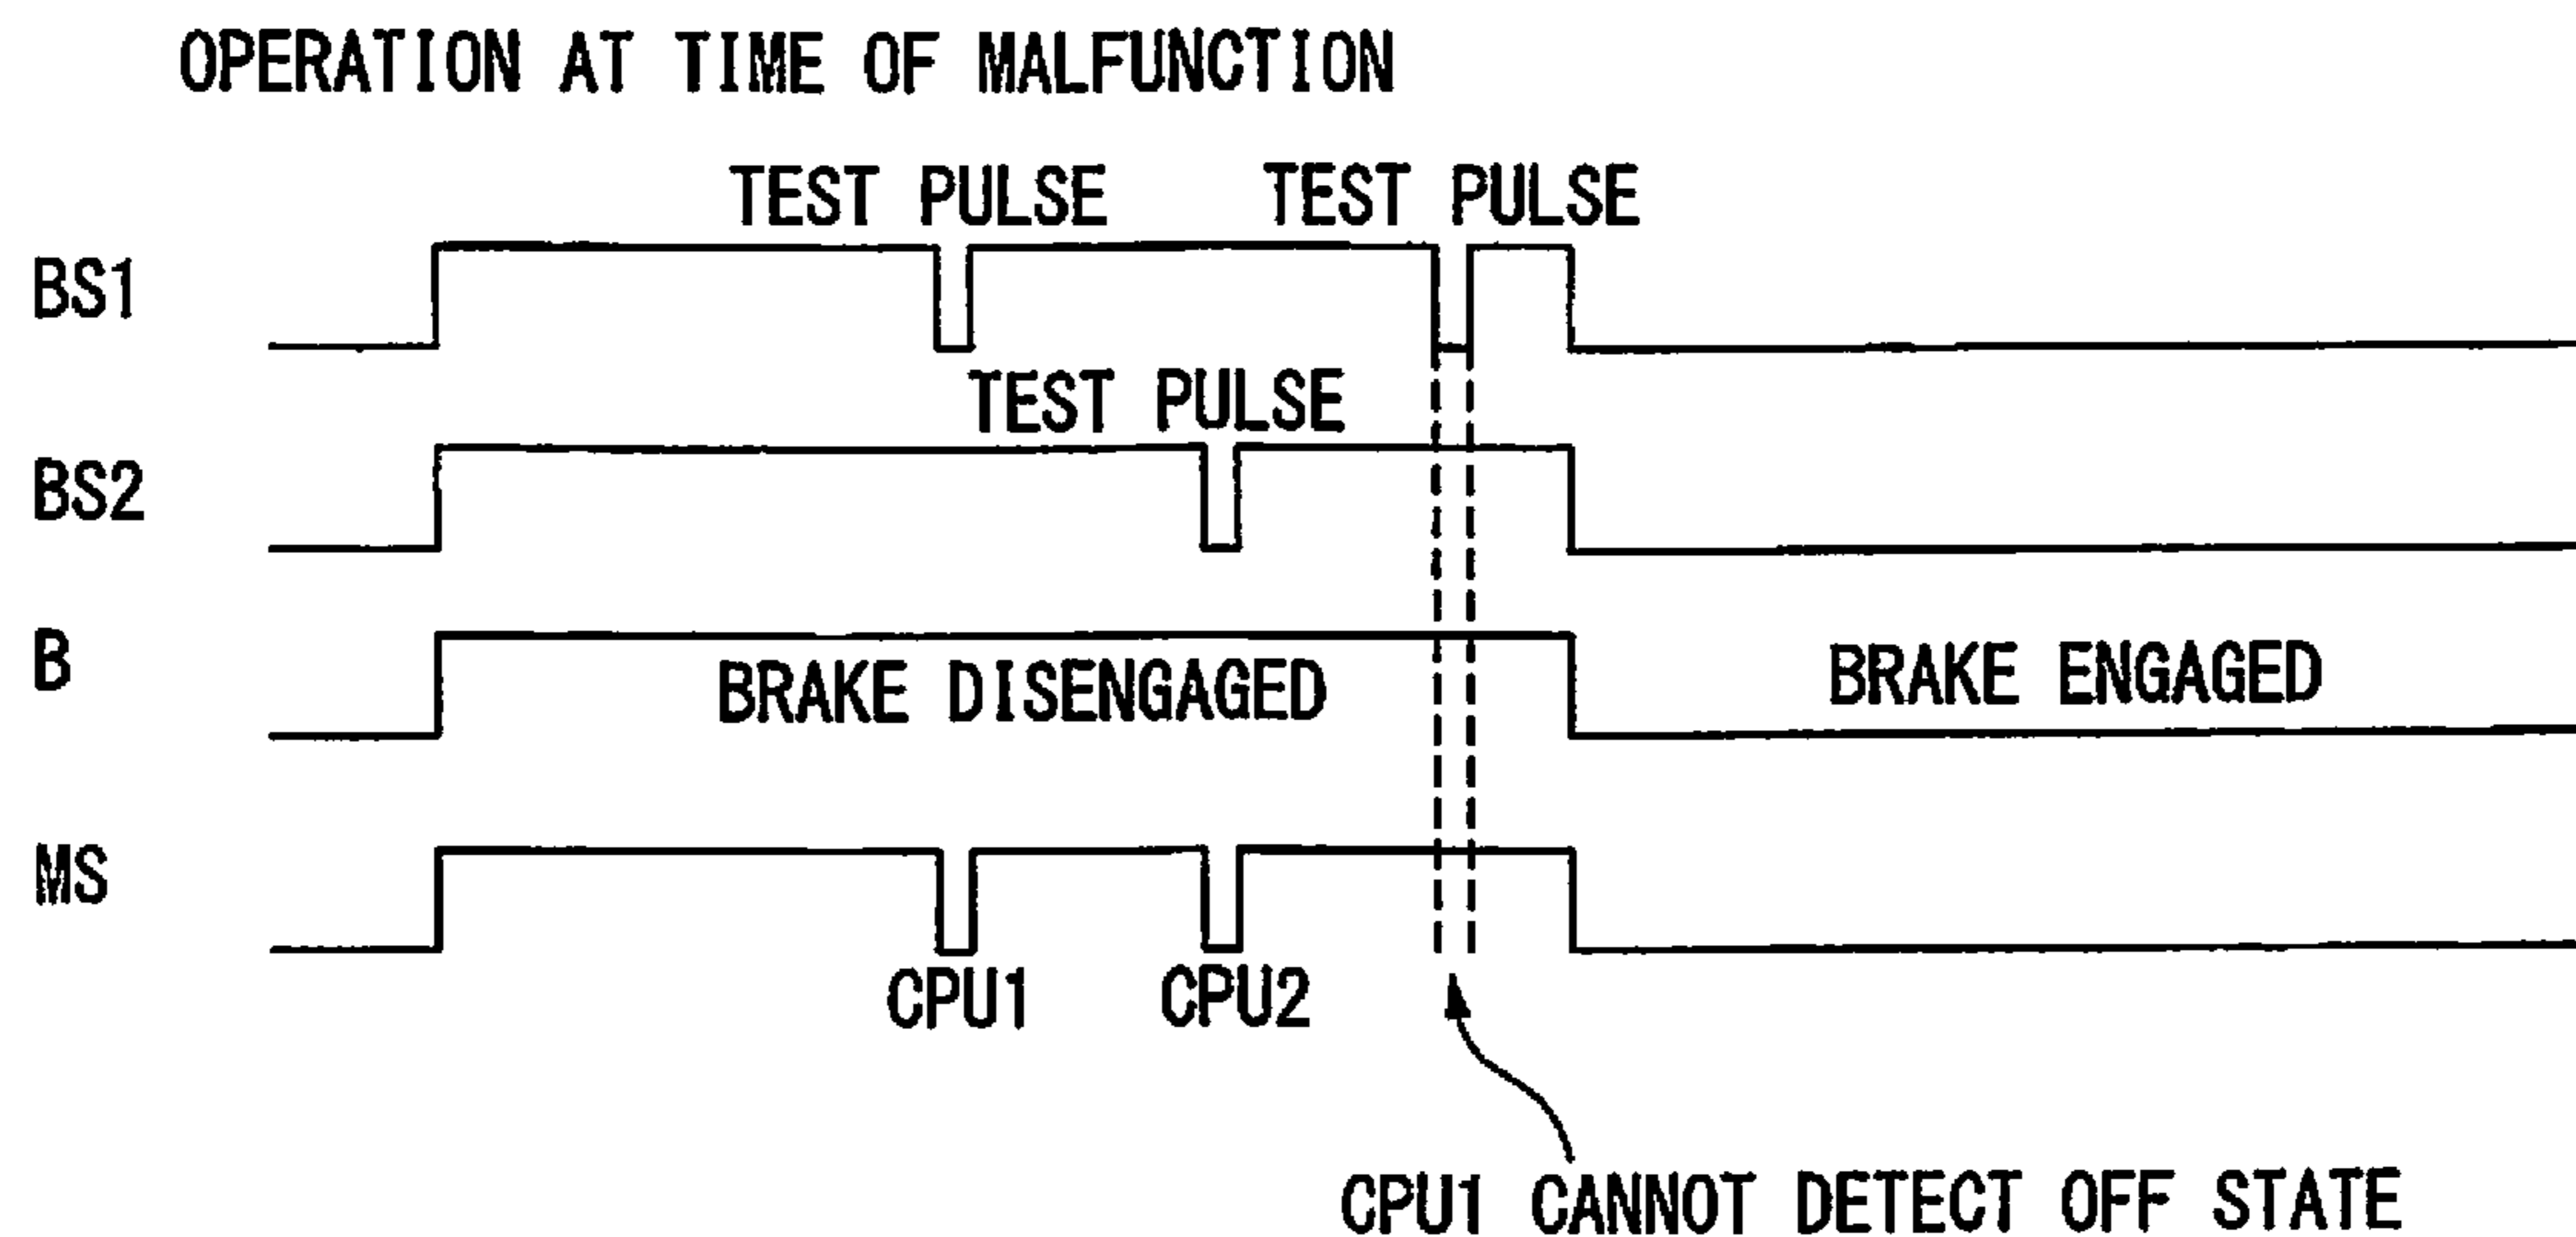 OPERATION AT TIME OF MALFUNCTION
TEST PULSE TEST PULSE
BS1
TEST PULSE
BS2
B
BRAKE DISENGAGED BRAKE ENGAGED
MS
CPU1 CPU2
CPU1 CANNOT DETECT OFF STATE